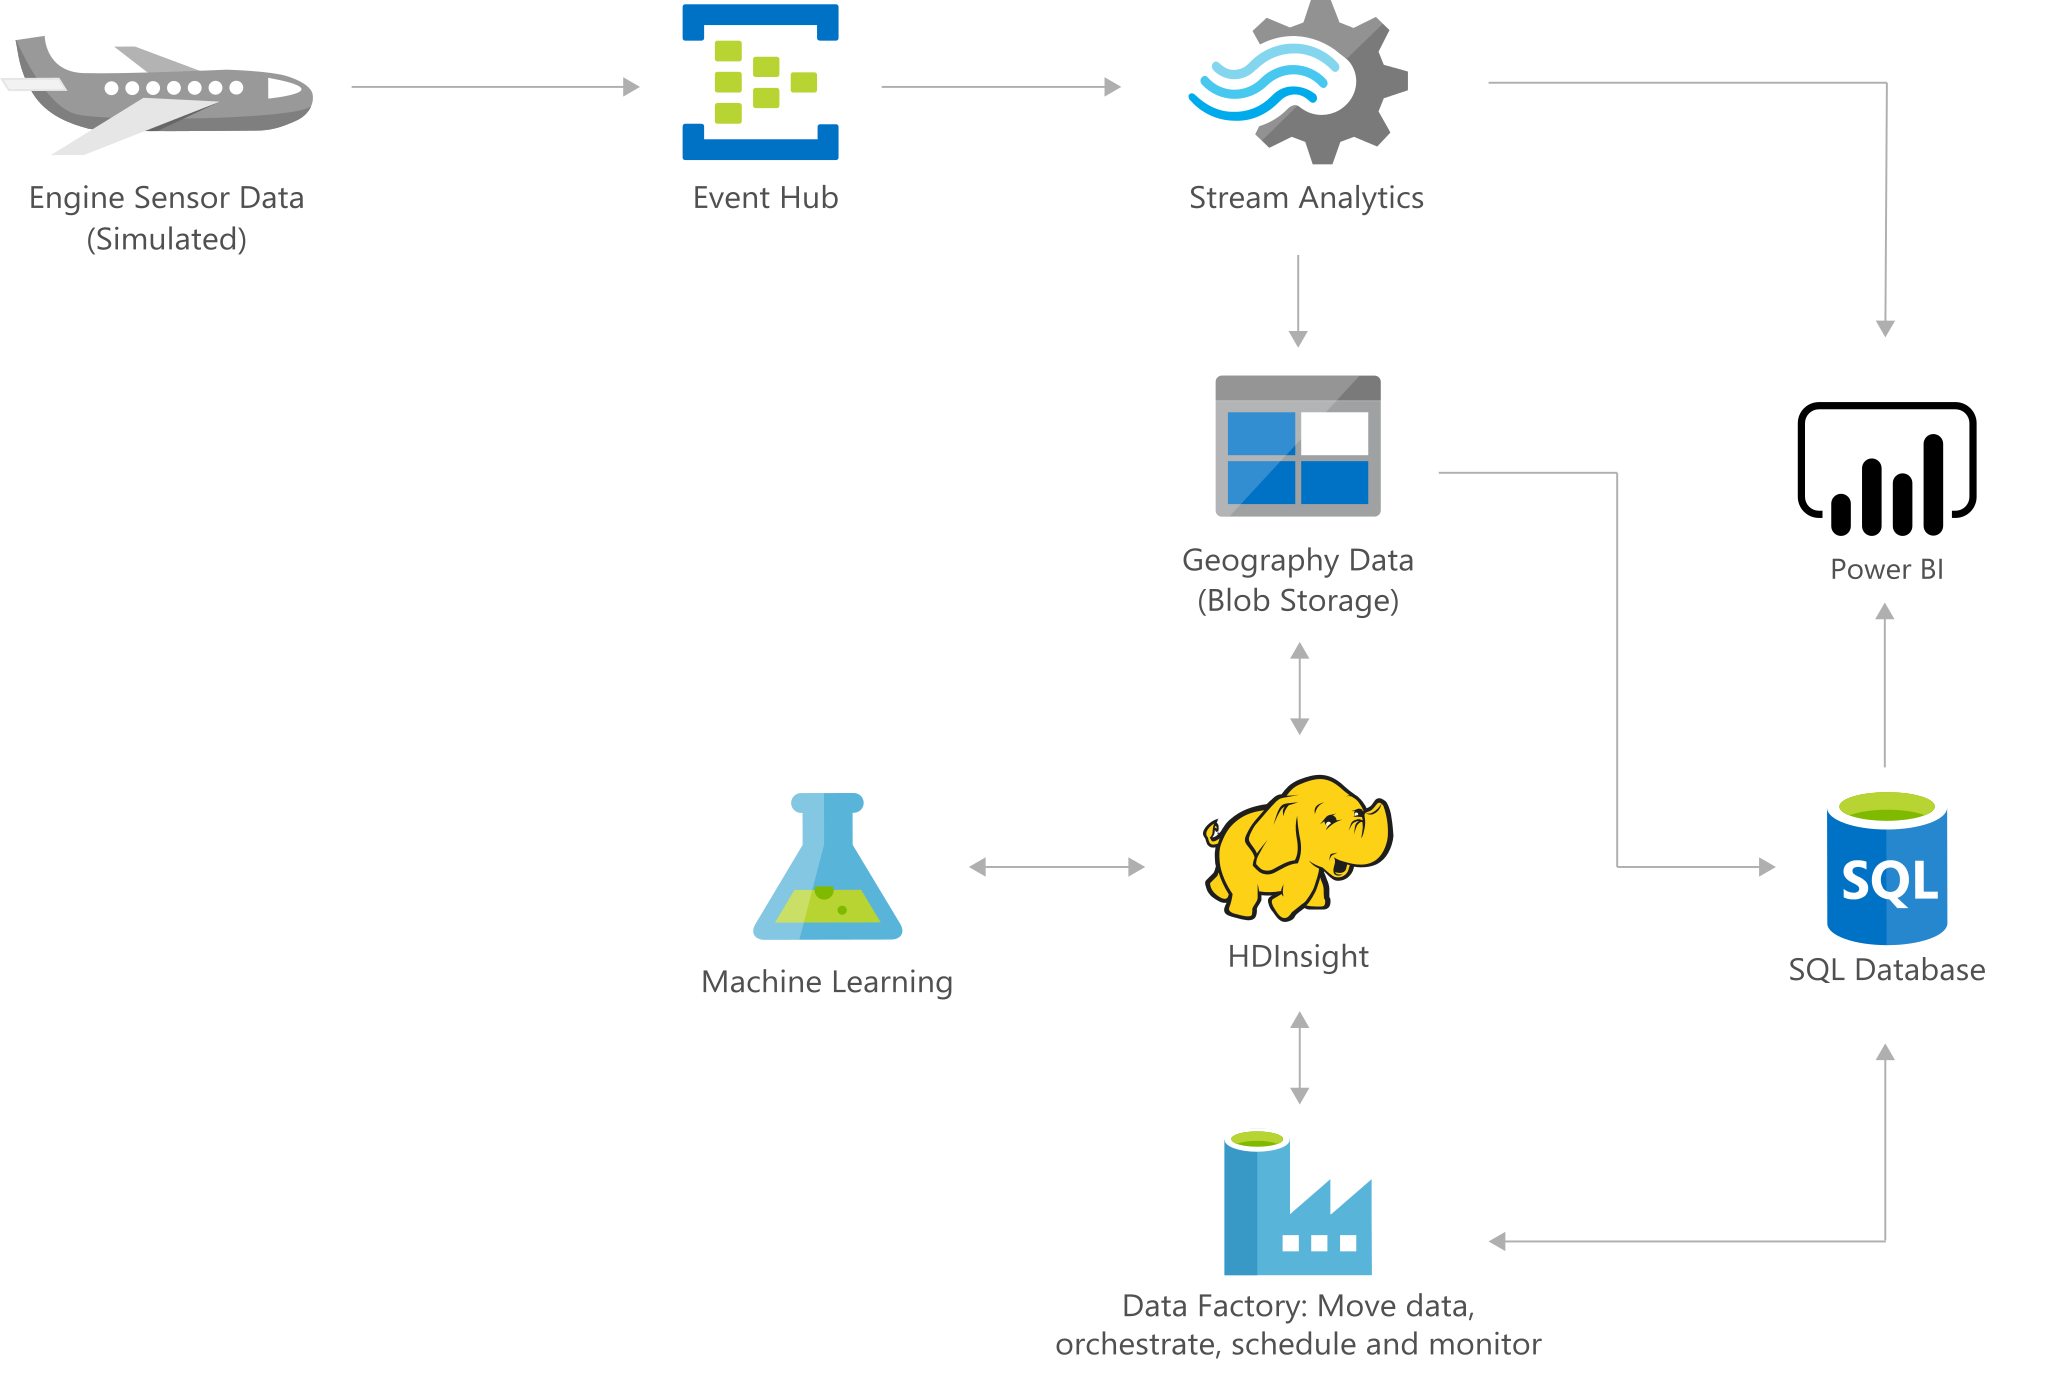 Engine Sensor Data
(Simulated)
Event Hub
Stream Analytics
Geography Data
(Blob Storage)
Power BI
Machine Learning
HDInsight
SQL
SQL Database
Data Factory: Move data,
orchestrate, schedule and monitor